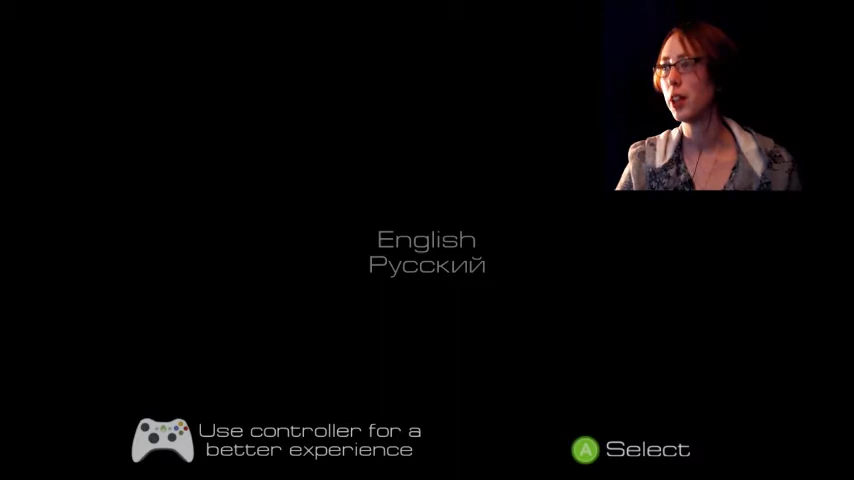 English
Русский
Use controller for a
better experience
A Select